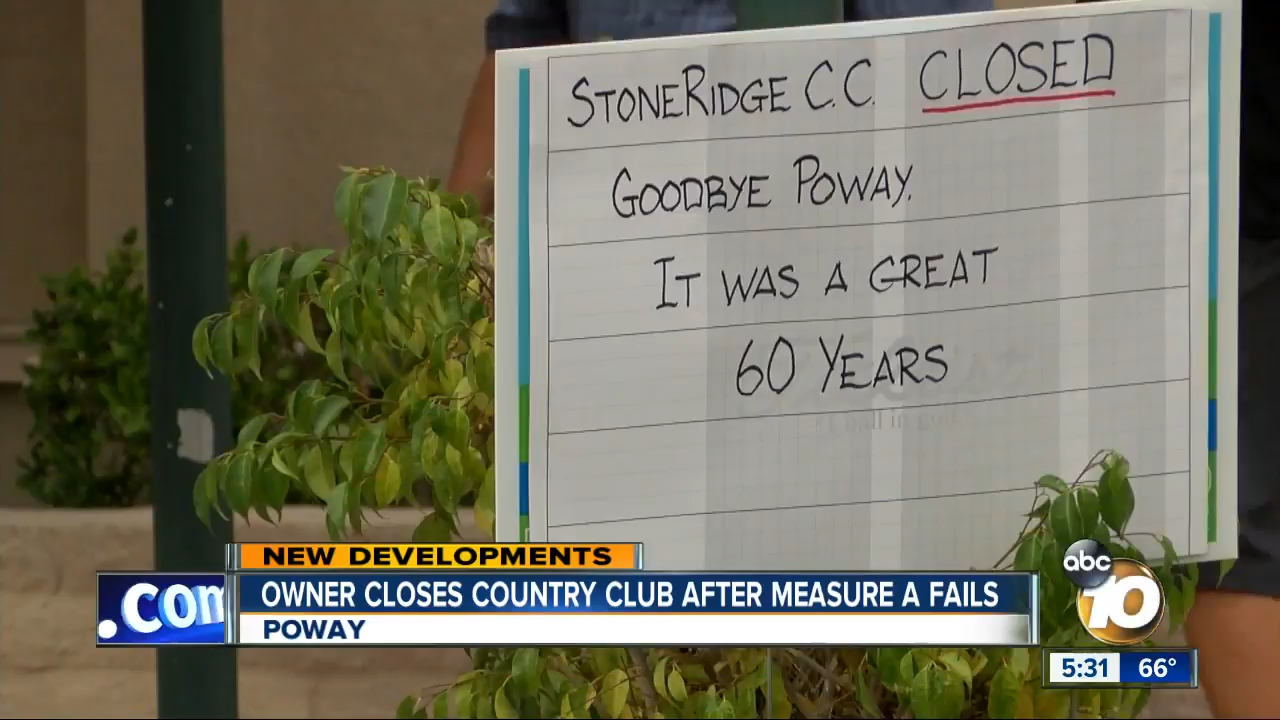 STONERIDGE C.C. CLOSED
GOODBYE POWAY.
IT WAS A GREAT
60 YEARS
NEW DEVELOPMENTS
.com
OWNER CLOSES COUNTRY CLUB AFTER MEASURE A FAILS
POWAY
abc
10
5:31 66°